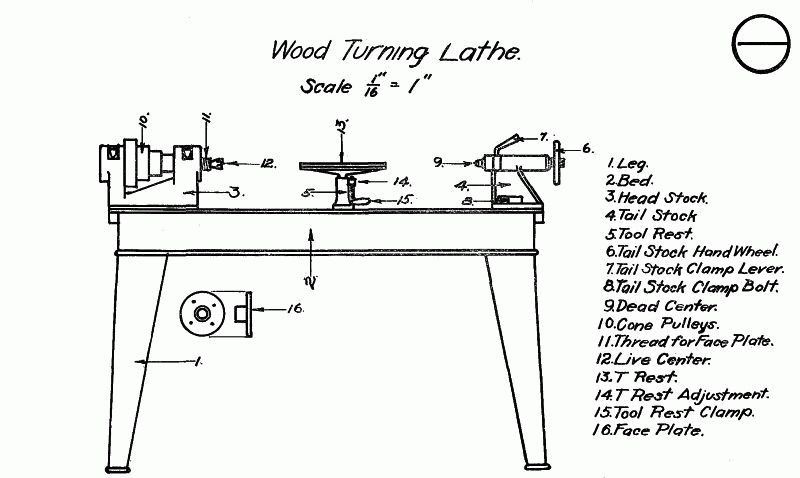 Wood Turning Lathe.
Scale 1"/16 = 1"
10. 11. 12. 13. 7. 6. 9.
3. 14. 5. 15. 4. 8.
2
16.
1.
1. Leg.
2. Bed.
3. Head Stock.
4. Tail Stock
5. Tool Rest.
6. Tail Stock Hand Wheel.
7. Tail Stock Clamp Lever.
8. Tail Stock Clamp Bolt.
9. Dead Center.
10. Cone Pulleys.
11. Thread for Face Plate.
12. Live Center.
13. T Rest.
14. T Rest Adjustment.
15. Tool Rest Clamp.
16. Face Plate.